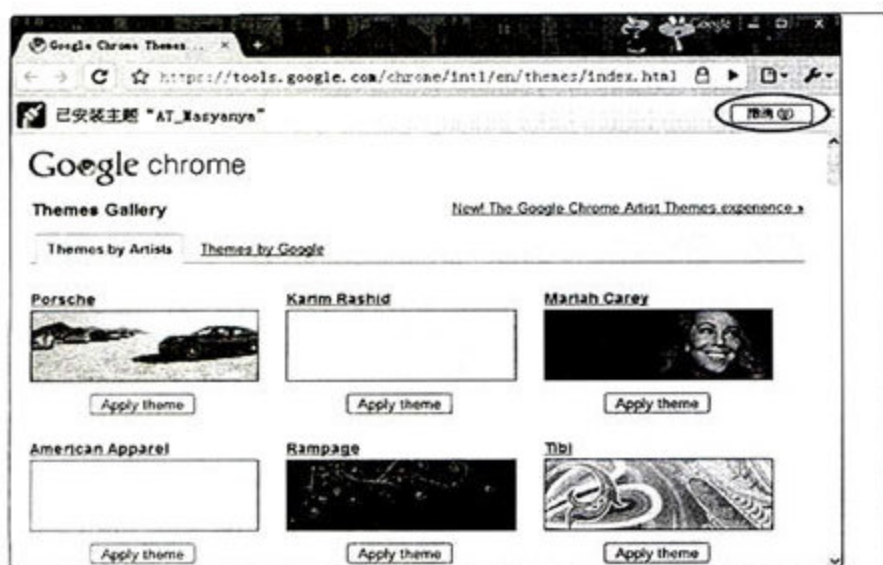 Google
Google Chrome Themes ...
https://tools.google.com/chrome/intl/en/themes/index.html
已安装主题 "AT_Masyanya"
撤消(U)
Google chrome
Themes Gallery
New! The Google Chrome Artist Themes experience »
Themes by Artists
Themes by Google
Porsche
Karim Rashid
Mariah Carey
Apply theme
Apply theme
Apply theme
American Apparel
Rampage
Tibi
Apply theme
Apply theme
Apply theme